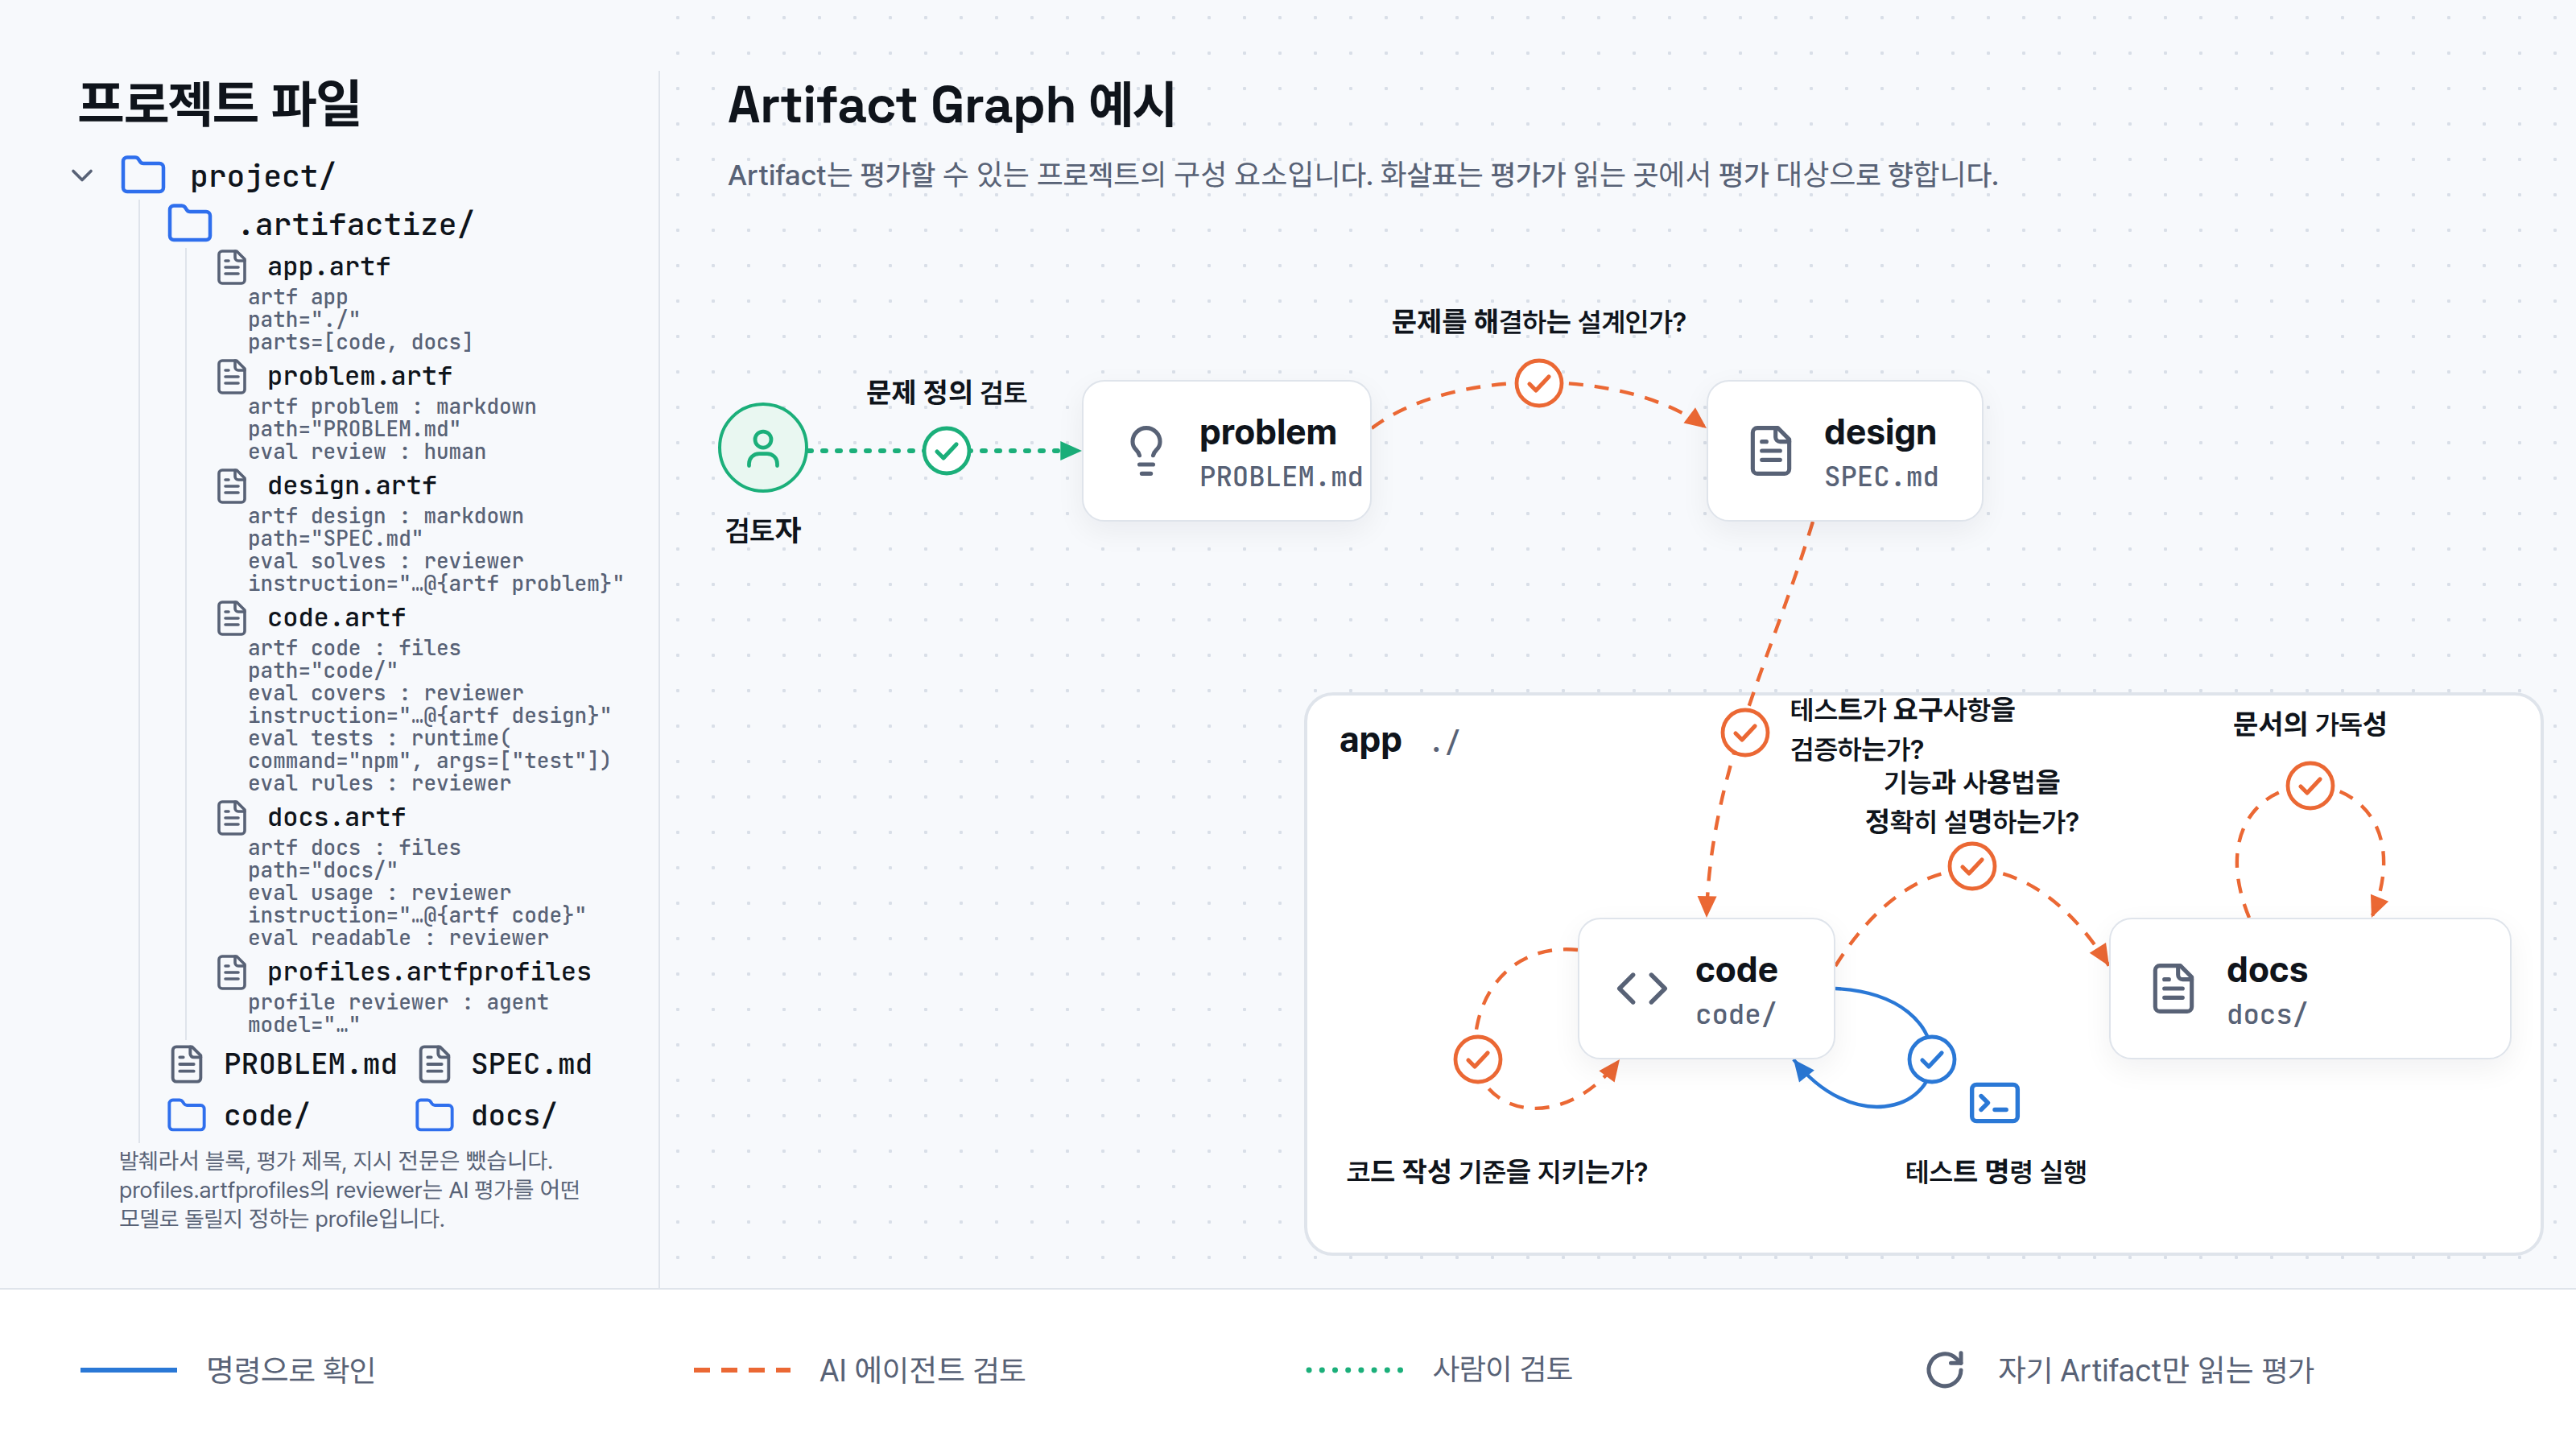 프로젝트 파일
project/
.artifactize/
app.artf
artf app
path="./"
parts=[code, docs]
problem.artf
artf problem : markdown
path="PROBLEM.md"
eval review : human
design.artf
artf design : markdown
path="SPEC.md"
eval solves : reviewer
instruction="…@{artf problem}"
code.artf
artf code : files
path="code/"
eval covers : reviewer
instruction="…@{artf design}"
eval tests : runtime(
command="npm", args=["test"])
eval rules : reviewer
docs.artf
artf docs : files
path="docs/"
eval usage : reviewer
instruction="…@{artf code}"
eval readable : reviewer
profiles.artfprofiles
profile reviewer : agent
model="…"
PROBLEM.md SPEC.md
code/ docs/
발췌라서 블록, 평가 제목, 지시 전문은 뺐습니다.
profiles.artfprofiles의 reviewer는 AI 평가를 어떤
모델로 돌릴지 정하는 profile입니다.
Artifact Graph 예시
Artifact는 평가할 수 있는 프로젝트의 구성 요소입니다. 화살표는 평가가 읽는 곳에서 평가 대상으로 향합니다.
문제를 해결하는 설계인가?
문제 정의 검토
검토자
problem
PROBLEM.md
design
SPEC.md
app ./
테스트가 요구사항을
검증하는가?
기능과 사용법을
정확히 설명하는가?
문서의 가독성
code
code/
docs
docs/
코드 작성 기준을 지키는가?
테스트 명령 실행
명령으로 확인
AI 에이전트 검토
사람이 검토
자기 Artifact만 읽는 평가